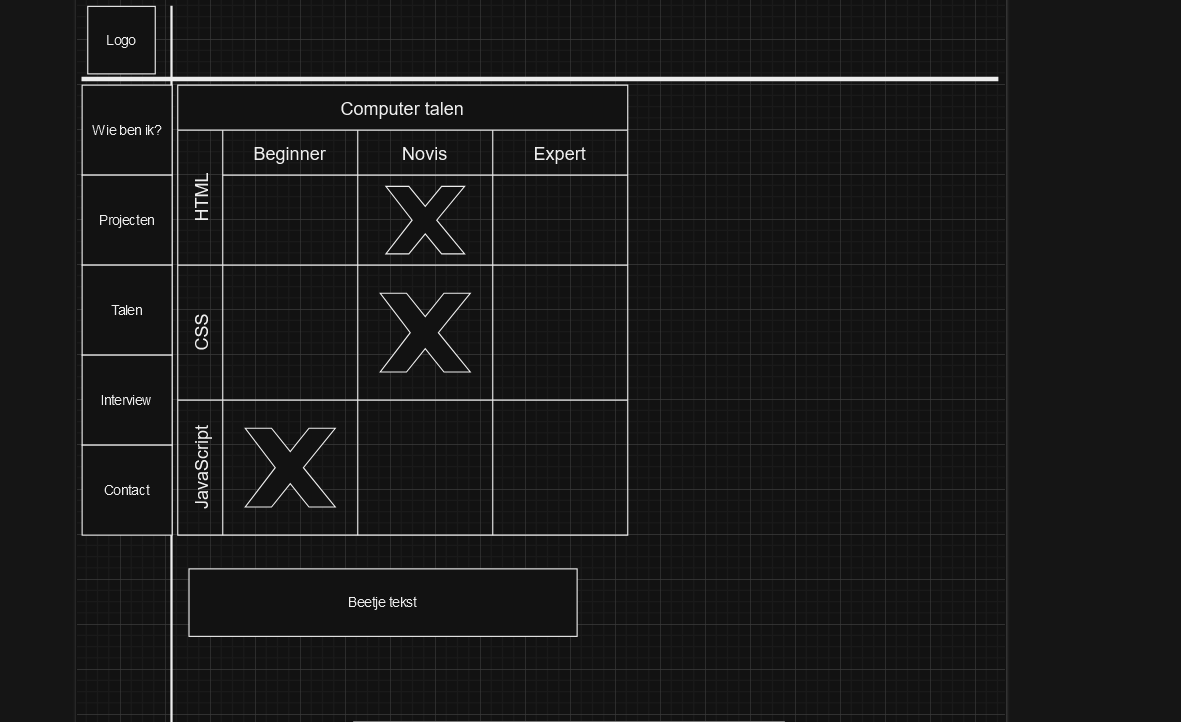 Logo
Wie ben ik?
Projecten
Talen
Interview
Contact
Computer talen
Beginner Novis Expert
HTML
X
CSS
X
JavaScript
X
Beetje tekst